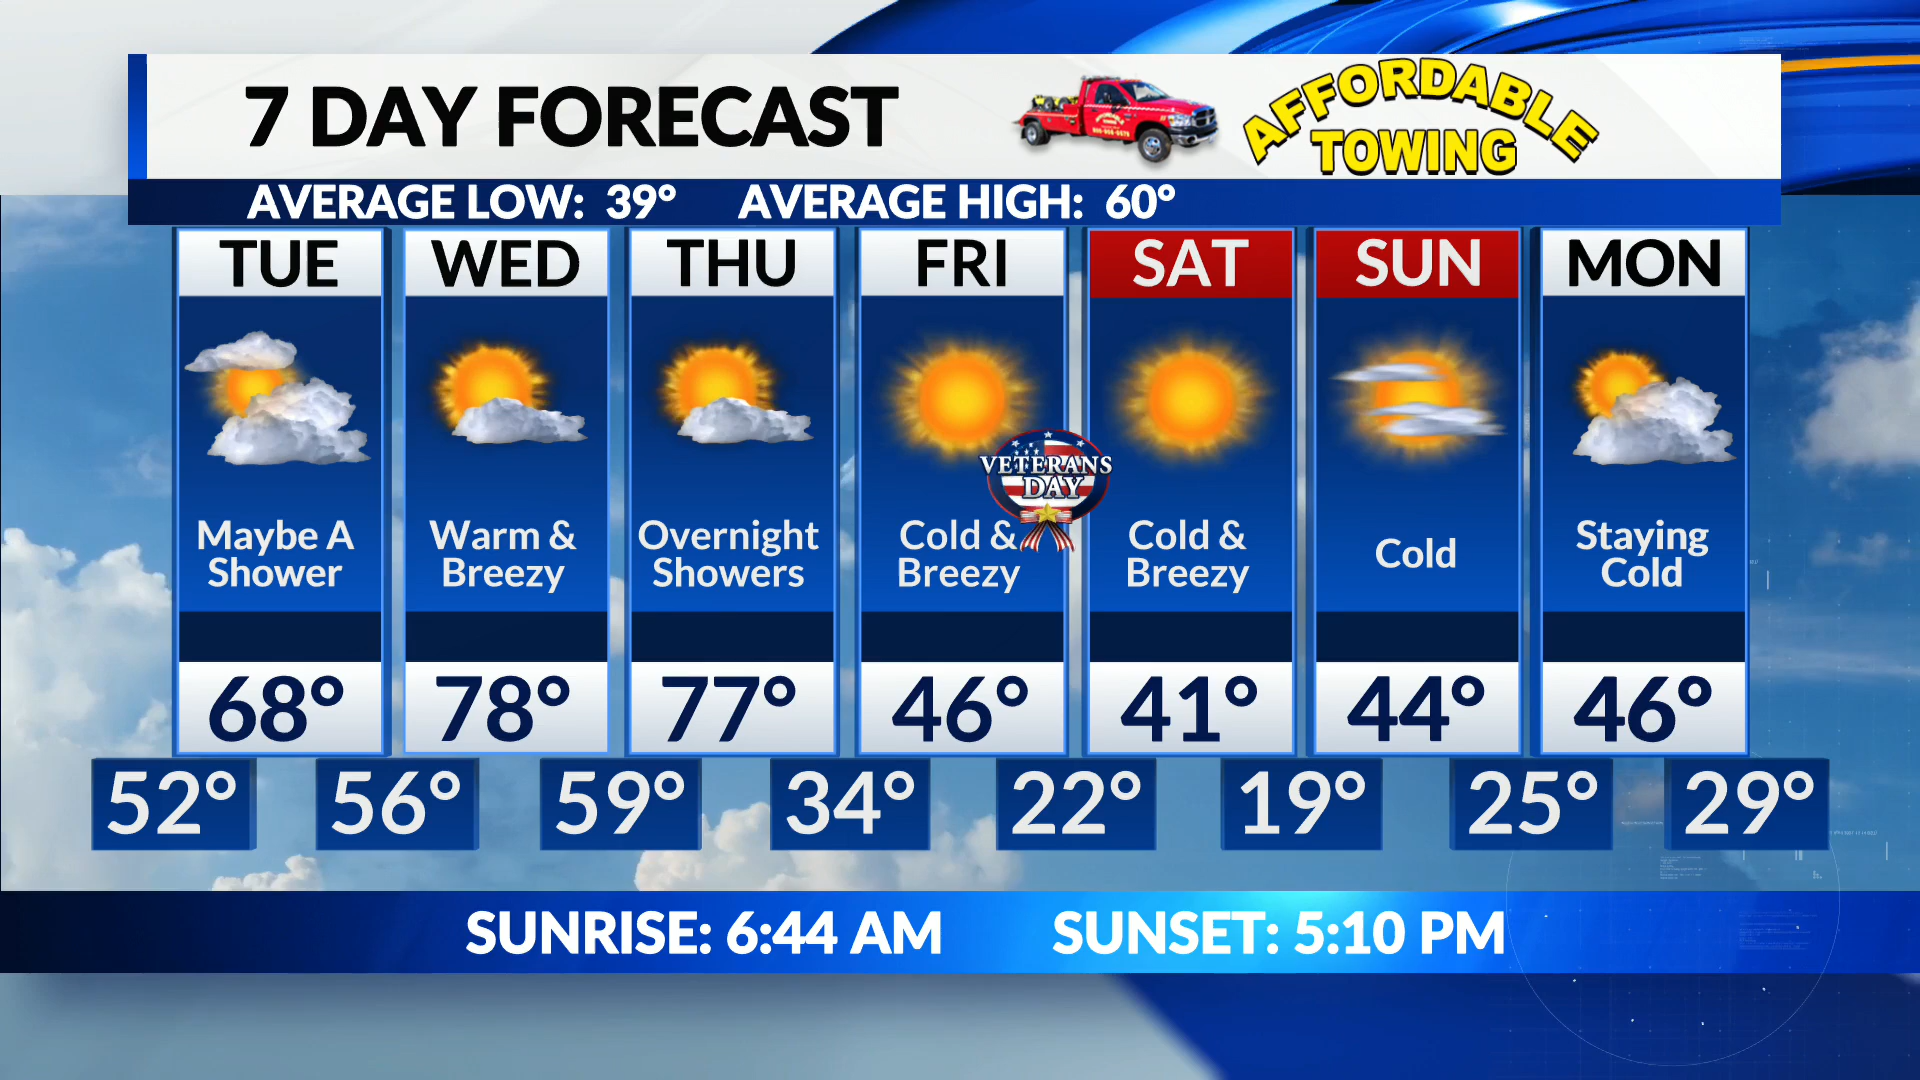 7 DAY FORECAST
AFFORDABLE
TOWING
AVERAGE LOW: 39° AVERAGE HIGH: 60°
TUE WED THU FRI SAT SUN MON
VETERANS
DAY
Maybe A
Shower
Warm &
Breezy
Overnight
Showers
Cold &
Breezy
Cold &
Breezy
Cold
Staying
Cold
68° 78° 77° 46° 41° 44° 46°
52° 56° 59° 34° 22° 19° 25° 29°
SUNRISE: 6:44 AM SUNSET: 5:10 PM